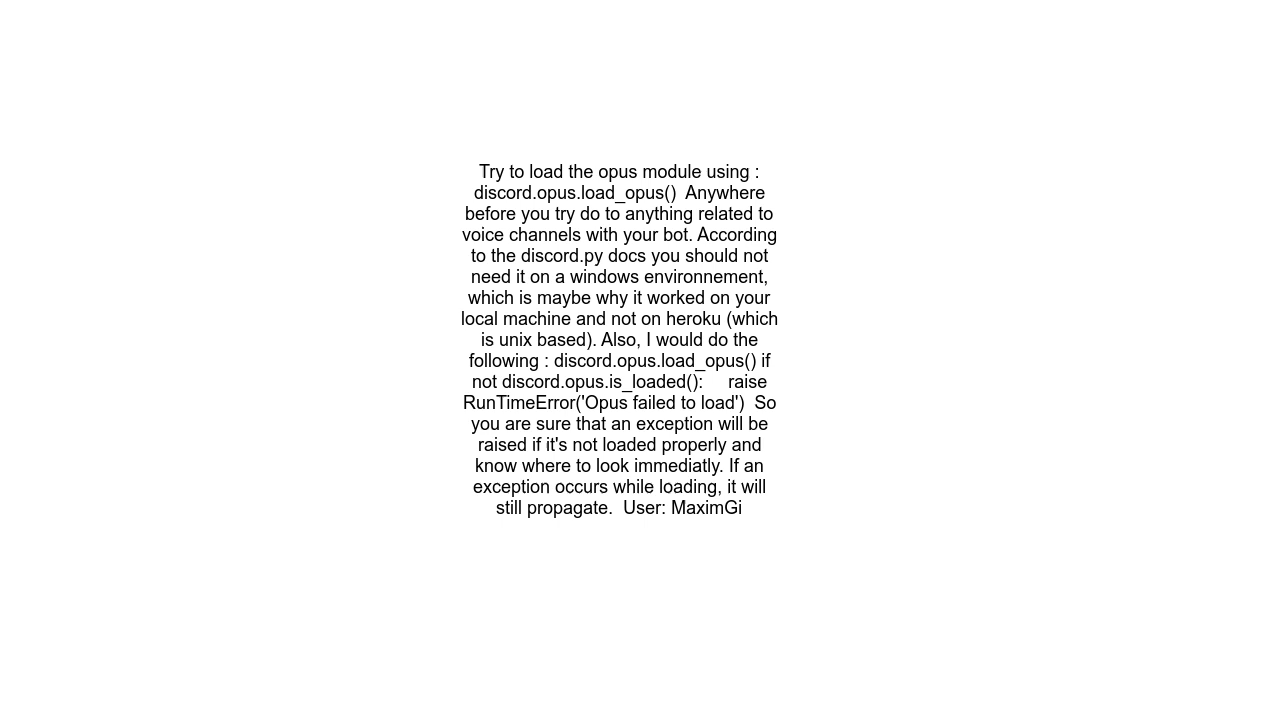 Try to load the opus module using :
discord.opus.load_opus()  Anywhere
before you try do to anything related to
voice channels with your bot. According
to the discord.py docs you should not
need it on a windows environnement,
which is maybe why it worked on your
local machine and not on heroku (which
is unix based). Also, I would do the
following : discord.opus.load_opus() if
not discord.opus.is_loaded():     raise
RunTimeError('Opus failed to load')  So
you are sure that an exception will be
raised if it's not loaded properly and
know where to look immediatly. If an
exception occurs while loading, it will
still propagate.  User: MaximGi